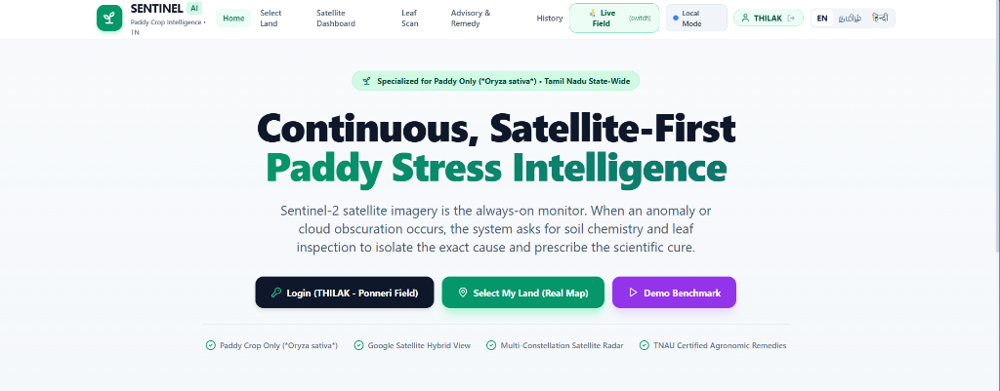 SENTINEL AI
Paddy Crop Intelligence •
TN
Home
Select
Land
Satellite
Dashboard
Leaf
Scan
Advisory &
Remedy
History
Live
Field
(switch)
Local
Mode
THILAK
EN
தமிழ்
हिन्दी
Specialized for Paddy Only (*Oryza sativa*) • Tamil Nadu State-Wide
Continuous, Satellite-First
Paddy Stress Intelligence
Sentinel-2 satellite imagery is the always-on monitor. When an anomaly or
cloud obscuration occurs, the system asks for soil chemistry and leaf
inspection to isolate the exact cause and prescribe the scientific cure.
Login (THILAK - Ponneri Field)
Select My Land (Real Map)
Demo Benchmark
Paddy Crop Only (*Oryza sativa*)
Google Satellite Hybrid View
Multi-Constellation Satellite Radar
TNAU Certified Agronomic Remedies